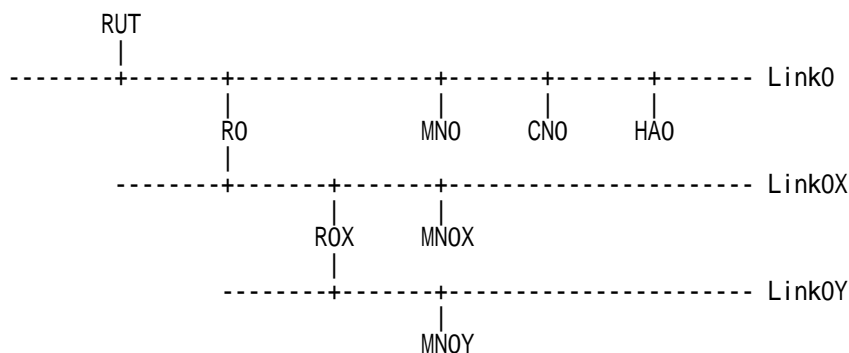 RUT
Link0
R0 MN0 CN0 HA0
Link0X
R0X MN0X
Link0Y
MN0Y